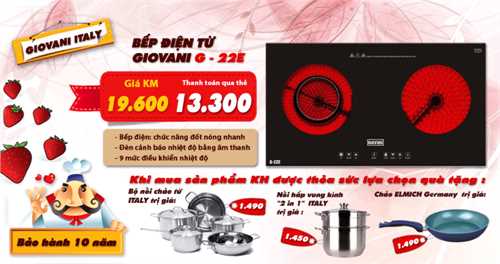 GIOVANI ITALY
BẾP ĐIỆN TỪ
GIOVANI G - 22E
Giá KM
19.600
Thanh toán qua thẻ
13.300
- Bếp điện: chức năng đốt nóng nhanh
- Đèn cảnh báo nhiệt độ bằng âm thanh
- 9 mức điều khiển nhiệt độ
G-22E
Khi mua sản phẩm KH được thỏa sức lựa chọn quà tặng :
Bộ nồi chảo từ
ITALY trị giá:
1.490
Nồi hấp vung kính
"2 in 1" ITALY
trị giá :
1.450
Chảo ELMICH Germany trị giá:
1.490
Bảo hành 10 năm